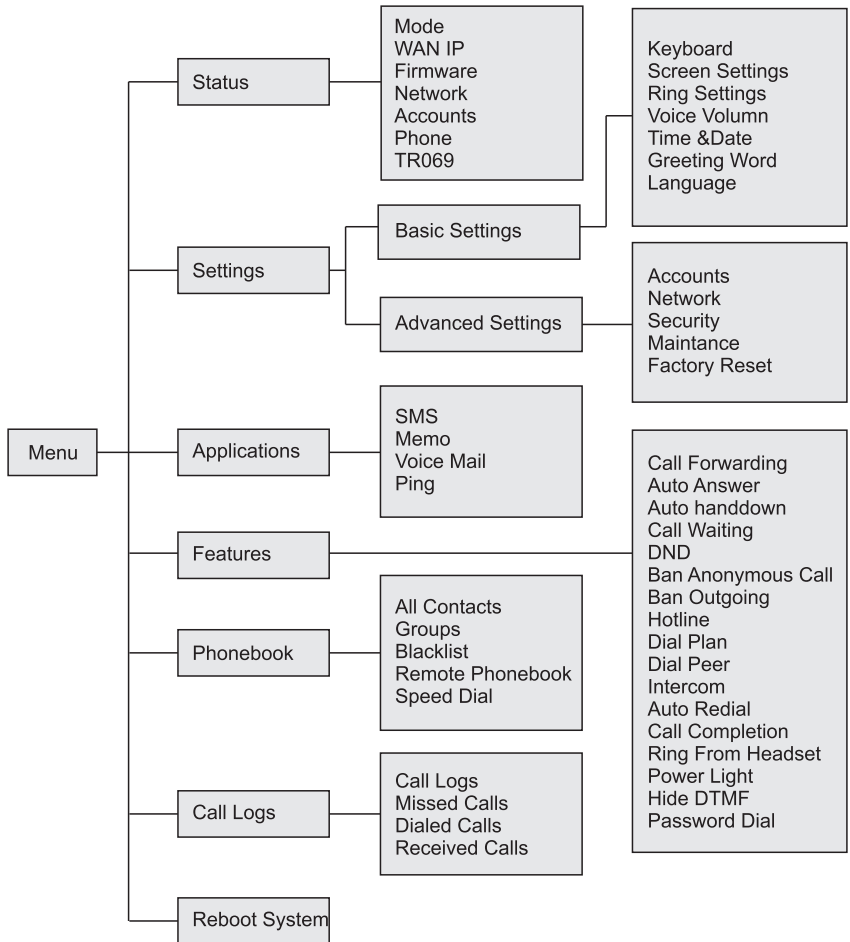 Menu
Status
Mode
WAN IP
Firmware
Network
Accounts
Phone
TR069
Settings
Basic Settings
Keyboard
Screen Settings
Ring Settings
Voice Volumn
Time &Date
Greeting Word
Language
Advanced Settings
Accounts
Network
Security
Maintance
Factory Reset
Applications
SMS
Memo
Voice Mail
Ping
Features
Call Forwarding
Auto Answer
Auto handdown
Call Waiting
DND
Ban Anonymous Call
Ban Outgoing
Hotline
Dial Plan
Dial Peer
Intercom
Auto Redial
Call Completion
Ring From Headset
Power Light
Hide DTMF
Password Dial
Phonebook
All Contacts
Groups
Blacklist
Remote Phonebook
Speed Dial
Call Logs
Call Logs
Missed Calls
Dialed Calls
Received Calls
Reboot System